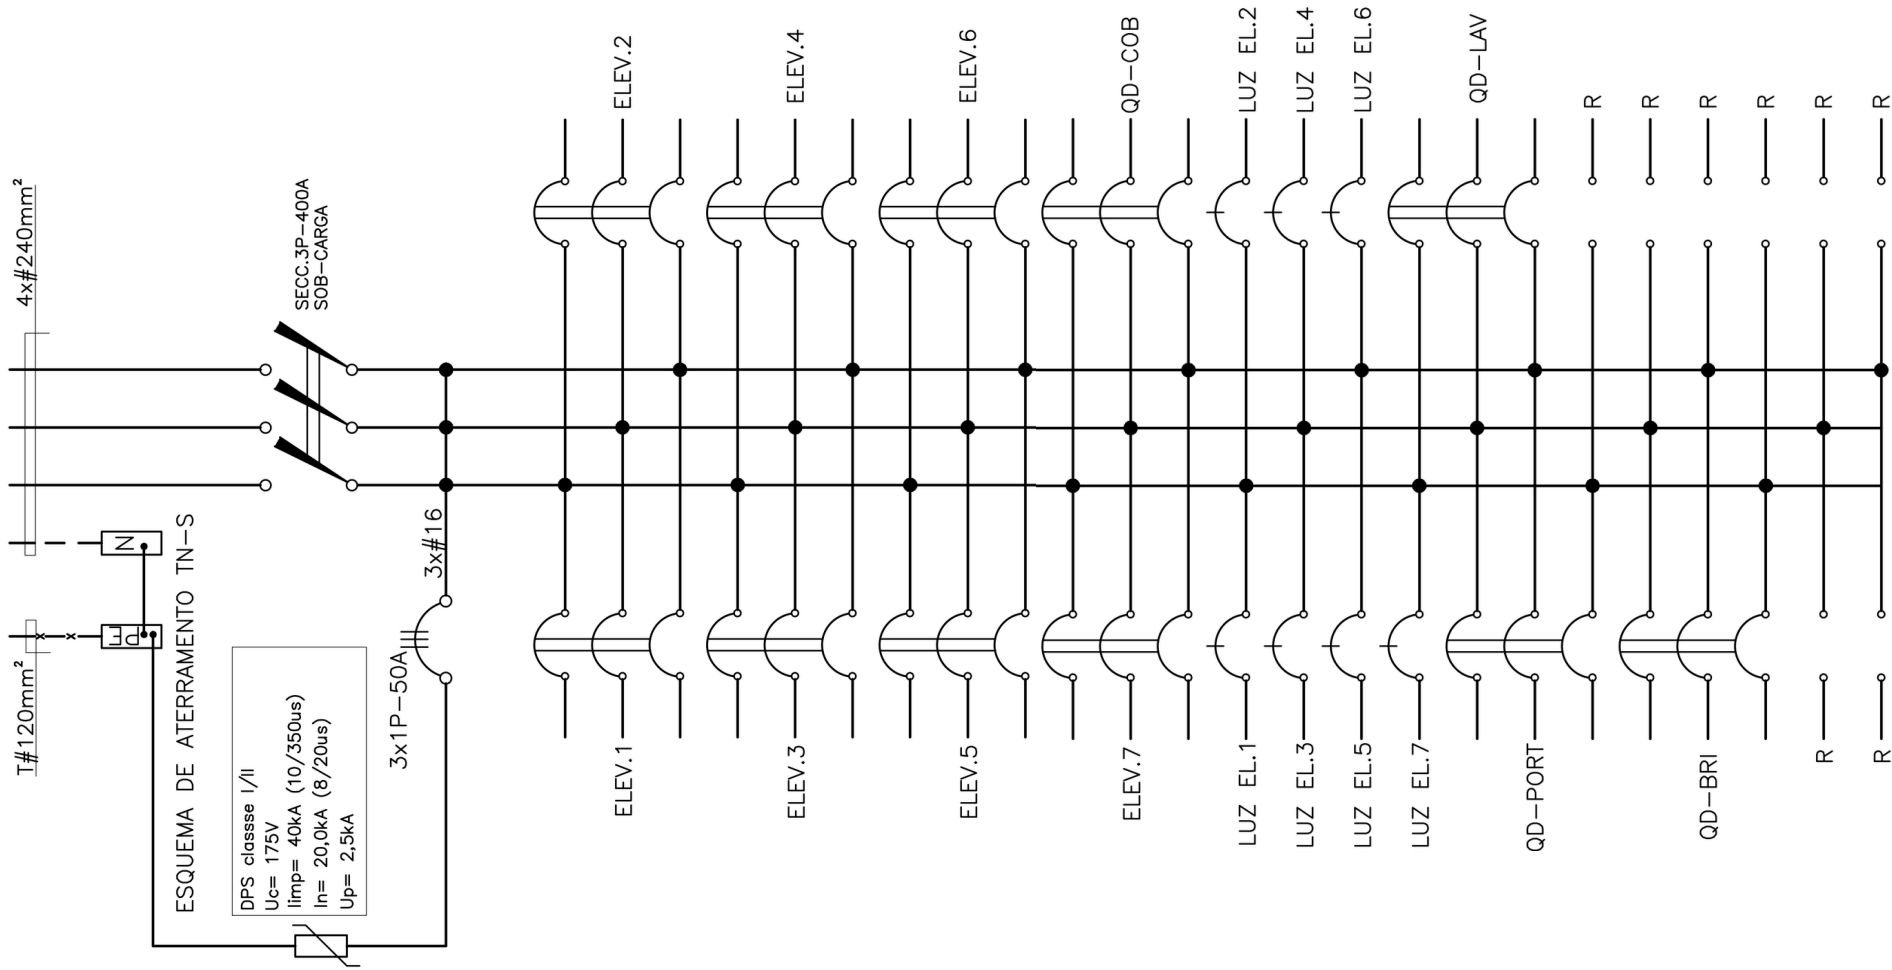 4x#240mm²
T#120mm²
N
PE
ESQUEMA DE ATERRAMENTO TN-S
DPS classse I/II
Uc= 175V
Iimp= 40kA (10/350us)
In= 20,0kA (8/20us)
Up= 2,5kA
SECC.3P-400A
SOB-CARGA
3x#16
3x1P-50A
ELEV.2
ELEV.4
ELEV.6
QD-COB
LUZ EL.2
LUZ EL.4
LUZ EL.6
QD-LAV
R
R
R
R
R
R
ELEV.1
ELEV.3
ELEV.5
ELEV.7
LUZ EL.1
LUZ EL.3
LUZ EL.5
LUZ EL.7
QD-PORT
QD-BRI
R
R